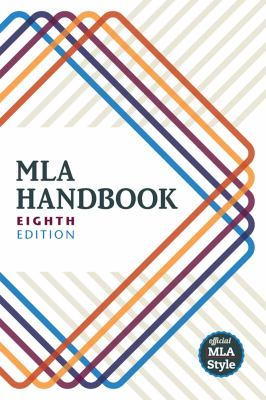 MLA
HANDBOOK
EIGHTH
EDITION
official
MLA
Style